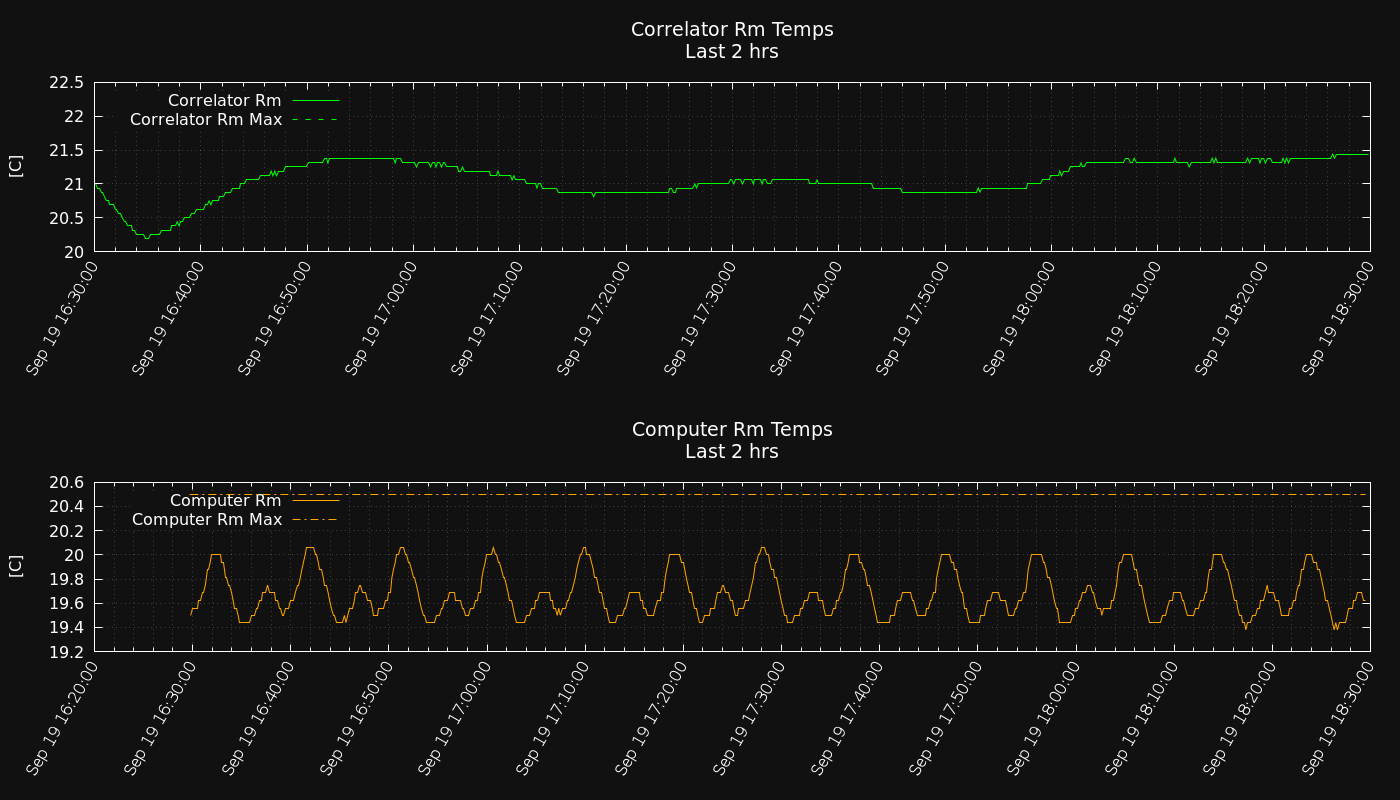 Correlator Rm Temps
Last 2 hrs
22.5
22
21.5
21
20.5
20
[C]
Correlator Rm
Correlator Rm Max
Sep 19 16:30:00
Sep 19 16:40:00
Sep 19 16:50:00
Sep 19 17:00:00
Sep 19 17:10:00
Sep 19 17:20:00
Sep 19 17:30:00
Sep 19 17:40:00
Sep 19 17:50:00
Sep 19 18:00:00
Sep 19 18:10:00
Sep 19 18:20:00
Sep 19 18:30:00
Computer Rm Temps
Last 2 hrs
20.6
20.4
20.2
20
19.8
19.6
19.4
19.2
[C]
Computer Rm
Computer Rm Max
Sep 19 16:20:00
Sep 19 16:30:00
Sep 19 16:40:00
Sep 19 16:50:00
Sep 19 17:00:00
Sep 19 17:10:00
Sep 19 17:20:00
Sep 19 17:30:00
Sep 19 17:40:00
Sep 19 17:50:00
Sep 19 18:00:00
Sep 19 18:10:00
Sep 19 18:20:00
Sep 19 18:30:00